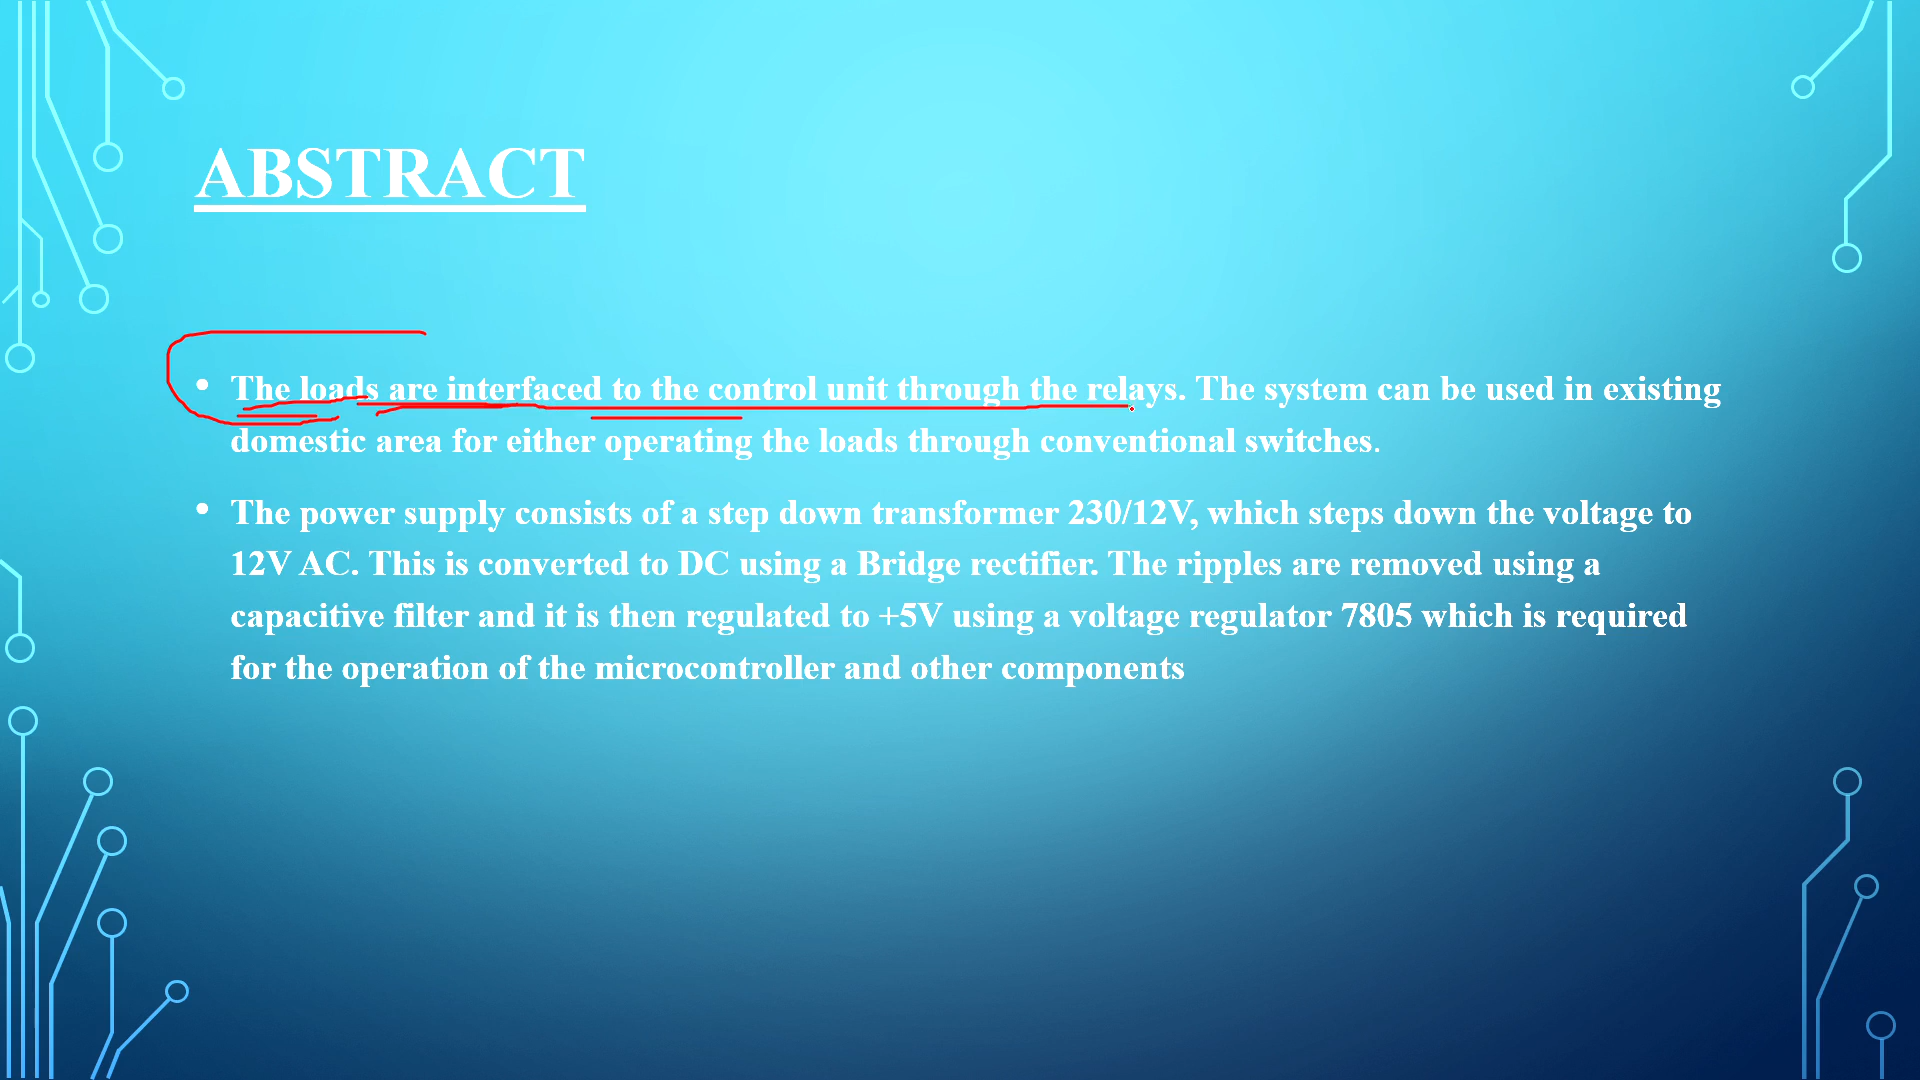 ABSTRACT
• The loads are interfaced to the control unit through the relays. The system can be used in existing
domestic area for either operating the loads through conventional switches.
• The power supply consists of a step down transformer 230/12V, which steps down the voltage to
12V AC. This is converted to DC using a Bridge rectifier. The ripples are removed using a
capacitive filter and it is then regulated to +5V using a voltage regulator 7805 which is required
for the operation of the microcontroller and other components